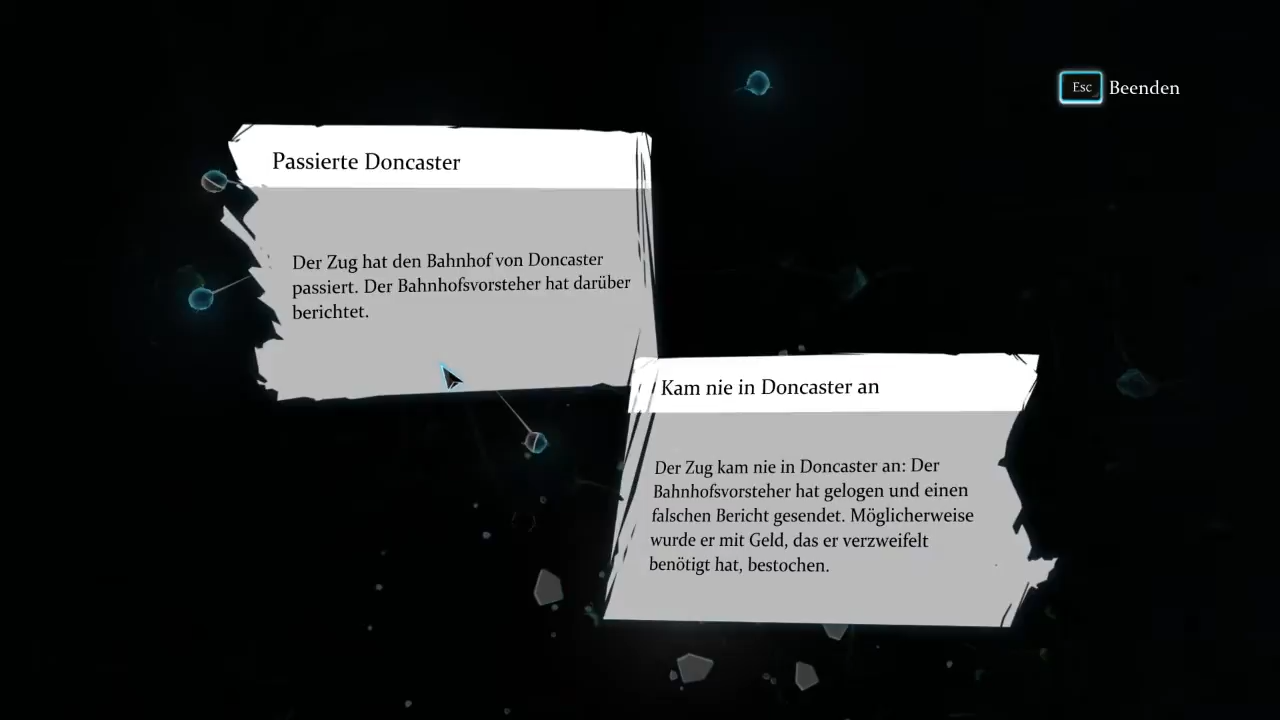 Esc Beenden
Passierte Doncaster
Der Zug hat den Bahnhof von Doncaster
passiert. Der Bahnhofsvorsteher hat darüber
berichtet.
Kam nie in Doncaster an
Der Zug kam nie in Doncaster an: Der
Bahnhofsvorsteher hat gelogen und einen
falschen Bericht gesendet. Möglicherweise
wurde er mit Geld, das er verzweifelt
benötigt hat, bestochen.